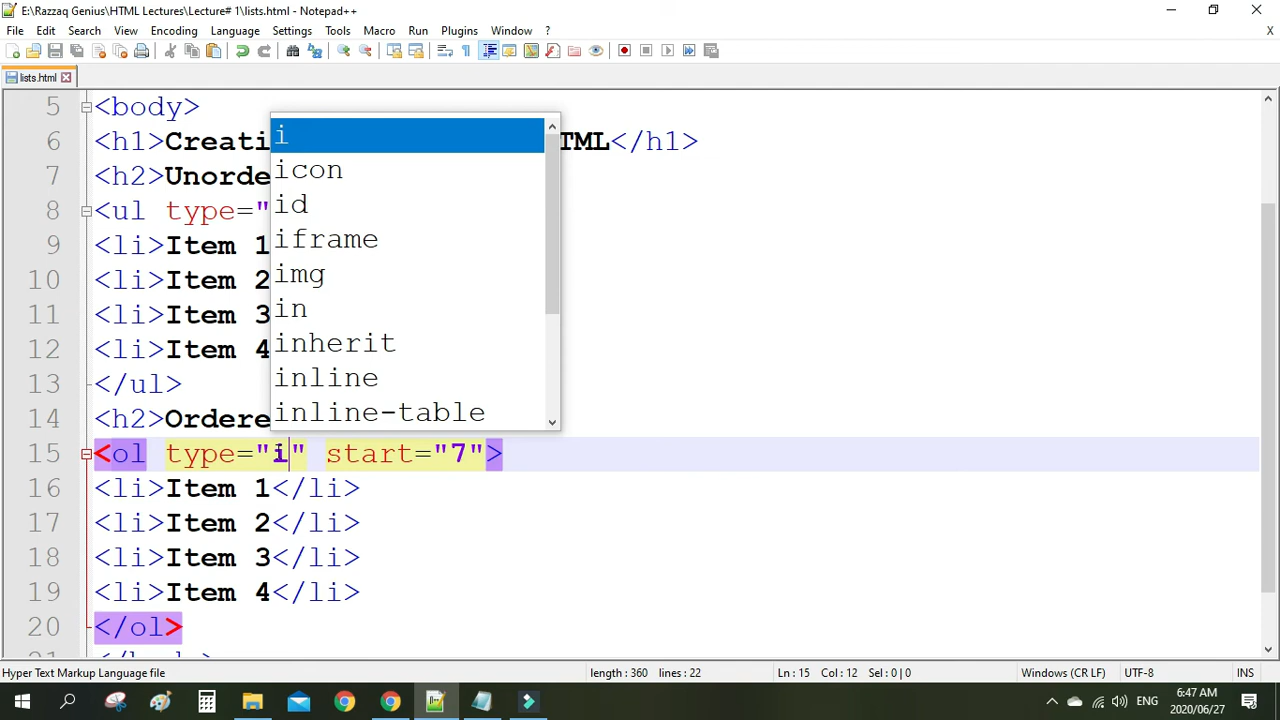 E:\Razzaq Genius\HTML Lectures\Lecture# 1\lists.html - Notepad++
File Edit Search View Encoding Language Settings Tools Macro Run Plugins Window ?
X
lists.html
5 <body>
6 <h1>Creati TML</h1>
7 <h2>Unorde
8 <ul type="
9 <li>Item 1
10 <li>Item 2
11 <li>Item 3
12 <li>Item 4
13 </ul>
14 <h2>Ordere
i
icon
id
iframe
img
in
inherit
inline
inline-table
15 <ol type="i" start="7">
16 <li>Item 1</li>
17 <li>Item 2</li>
18 <li>Item 3</li>
19 <li>Item 4</li>
20 </ol>
Hyper Text Markup Language file length : 360 lines : 22 Ln : 15 Col : 12 Sel : 0 | 0 Windows (CR LF) UTF-8 INS
ENG 6:47 AM
2020/06/27